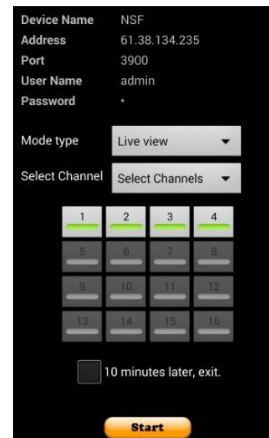 Device Name NSF
Address 61.38.134.235
Port 3900
User Name admin
Password •
Mode type Live view
Select Channel Select Channels
1 2 3 4
5 6 7 8
9 10 11 12
13 14 15 16
10 minutes later, exit.
Start